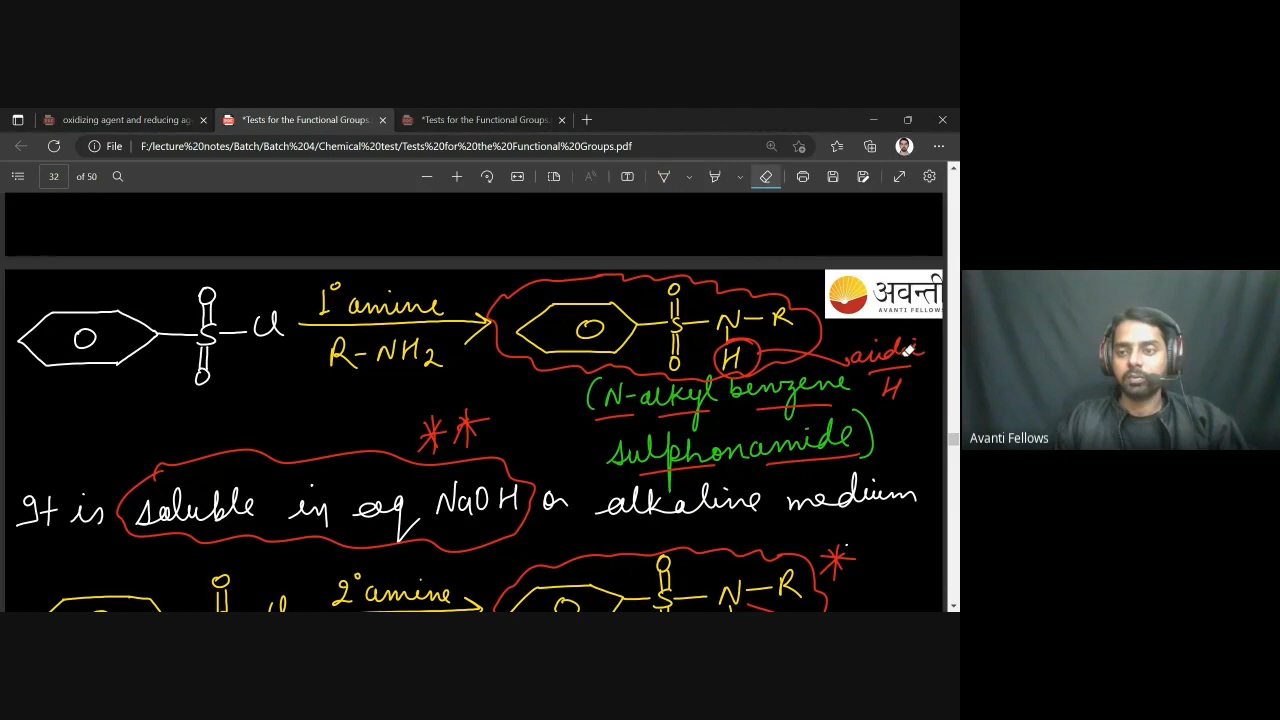 oxidizing agent and reducing ag
*Tests for the Functional Groups.
*Tests for the Functional Groups.
File
F:/lecture%20notes/Batch/Batch%204/Chemical%20test/Tests%20for%20the%20Functional%20Groups.pdf
32 of 50
अवन्ती
AVANTI FELLOWS
O
S
Cl
O
1° amine
R-NH2
O
S N-R
O H
acidic
H
(N-alkyl benzene
sulphonamide)
It is soluble in aq NaOH or alkaline medium
O
2° amine
O
S N-R
Avanti Fellows